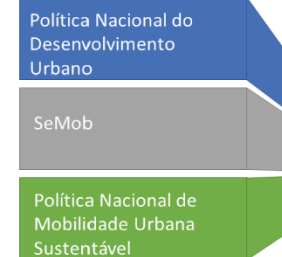 Política Nacional do
Desenvolvimento
Urbano
SeMob
Política Nacional de
Mobilidade Urbana
Sustentável